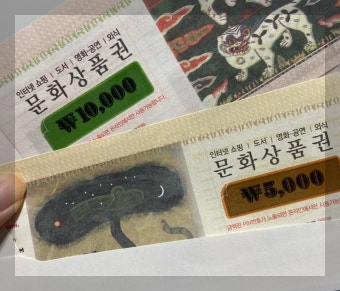 인터넷 쇼핑 | 도서 | 영화·공연 | 외식
문화상품권
₩10,000
인터넷 쇼핑 | 도서 | 영화·공연 | 외식
문화상품권
₩5,000